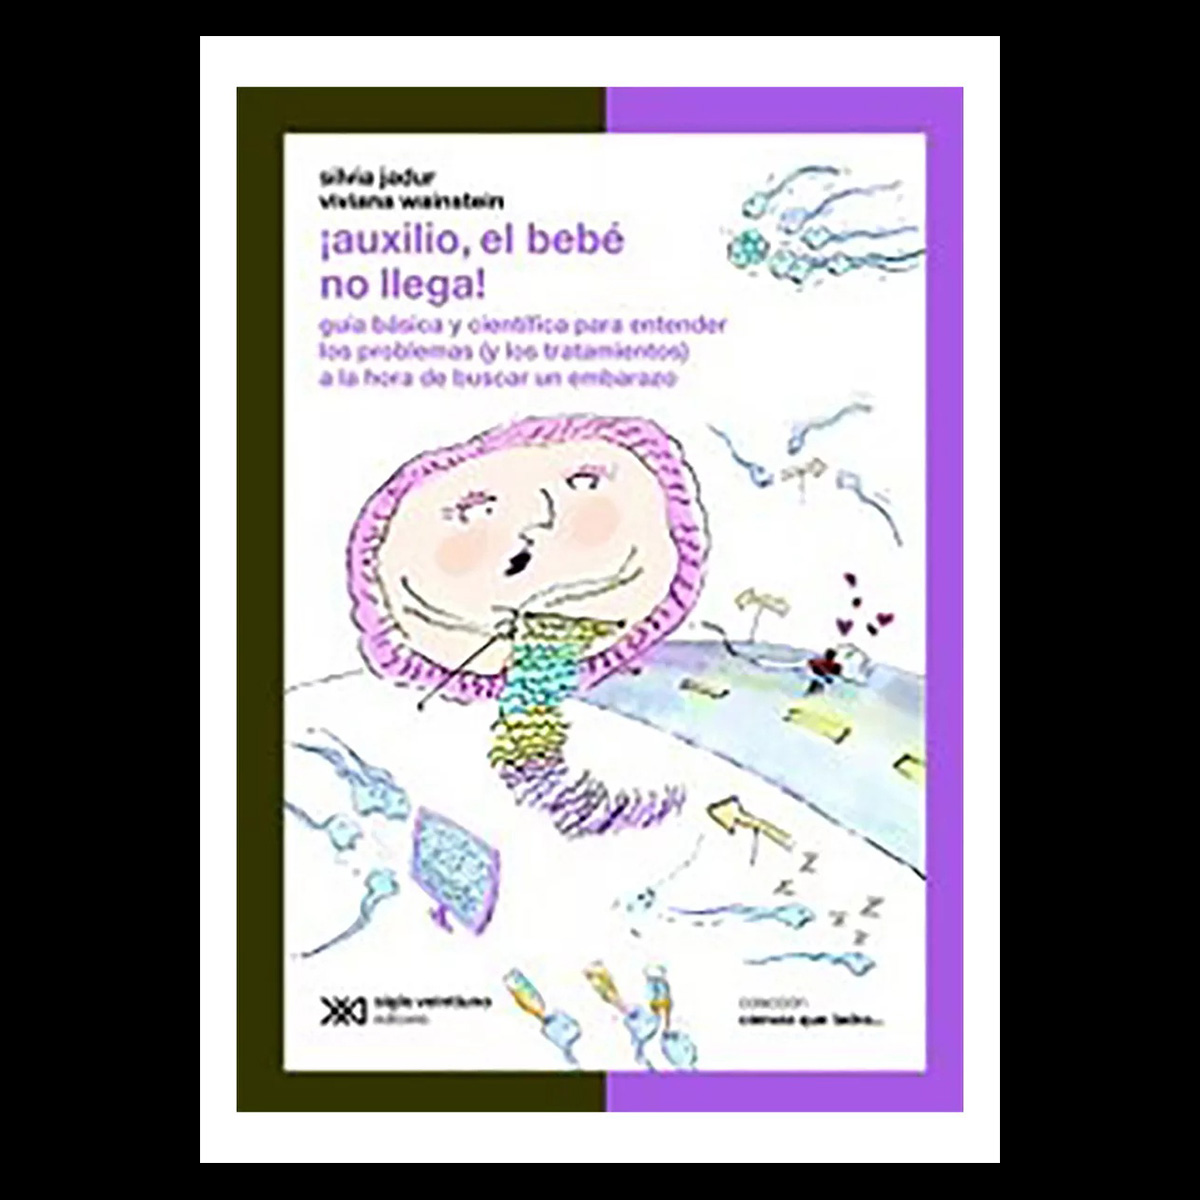 silvia jadur
viviana wainstein
¡auxilio, el bebé
no llega!
guía básica y científica para entender
los problemas (y los tratamientos)
a la hora de buscar un embarazo
z
z
z
z
z
siglo veintiuno
editores
colección
ciencia que ladra...